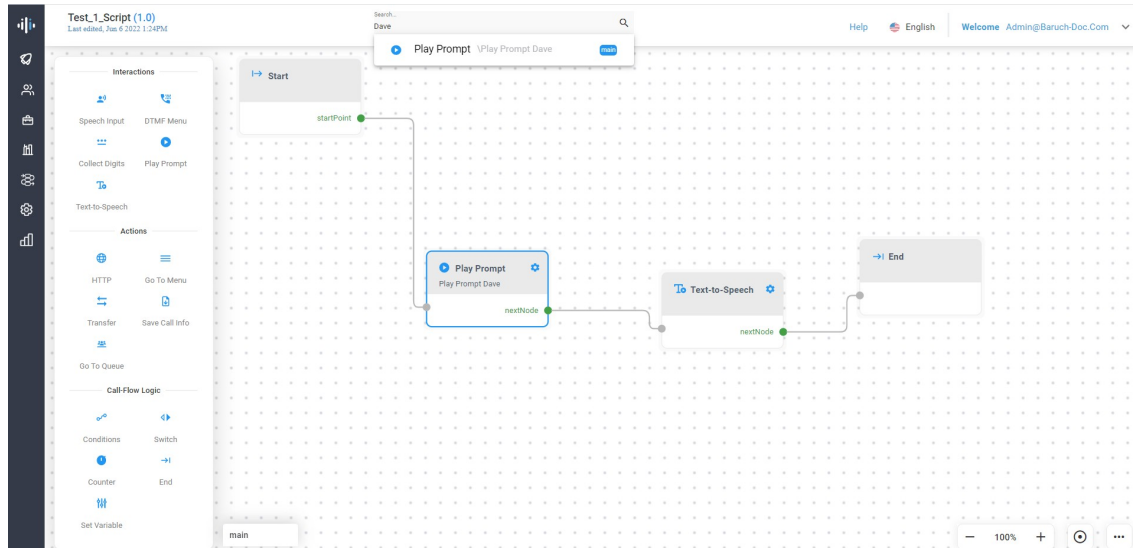 Test_1_Script (1.0)
Last edited, Jun 6 2022 1:24PM
Search...
Dave
Help
English
Welcome Admin@Baruch-Doc.Com
Play Prompt \Play Prompt Dave main
Interactions
Speech Input DTMF Menu
Collect Digits Play Prompt
Text-to-Speech
Actions
HTTP Go To Menu
Transfer Save Call Info
Go To Queue
Call-Flow Logic
Conditions Switch
Counter End
Set Variable
Start
startPoint
Play Prompt
Play Prompt Dave
nextNode
Text-to-Speech
nextNode
End
main
100%